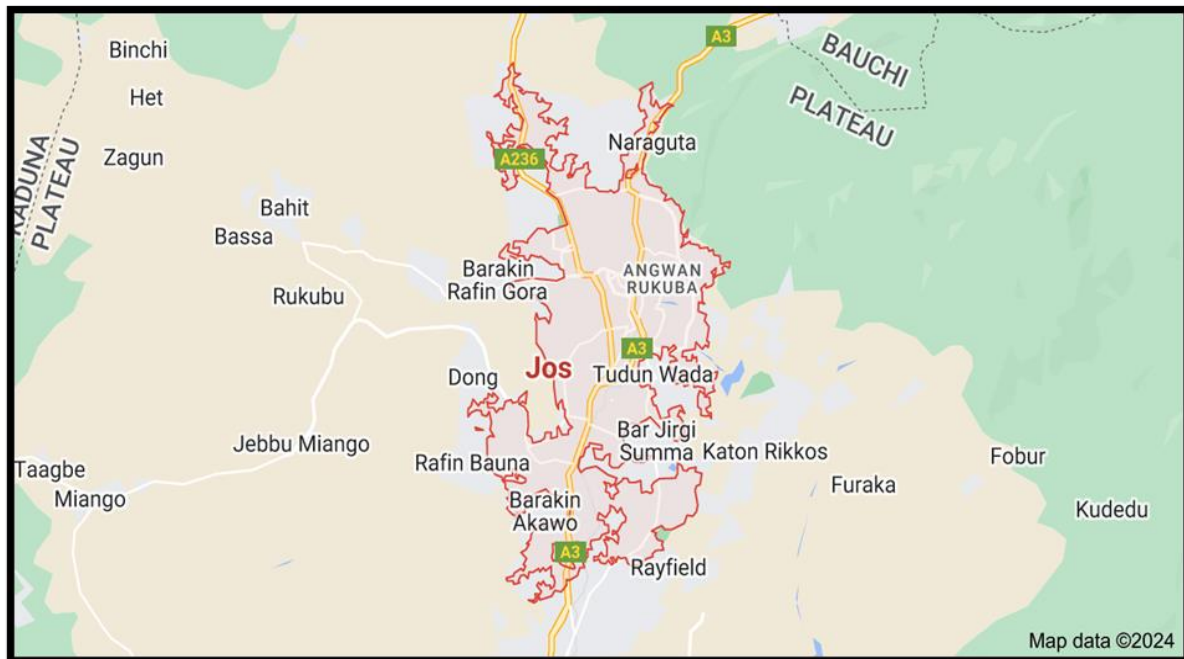 A3
BAUCHI
PLATEAU
Binchi
Het
Zagun
KADUNA
PLATEAU
Naraguta
A236
Bahit
Bassa
Barakin
Rafin Gora
ANGWAN
RUKUBA
Rukubu
A3
Jos
Tudun Wada
Dong
Bar Jirgi
Summa
Katon Rikkos
Jebbu Miango
Rafin Bauna
Taagbe
Miango
Fobur
Furaka
Kudedu
Barakin
Akawo
A3
Rayfield
Map data ©2024